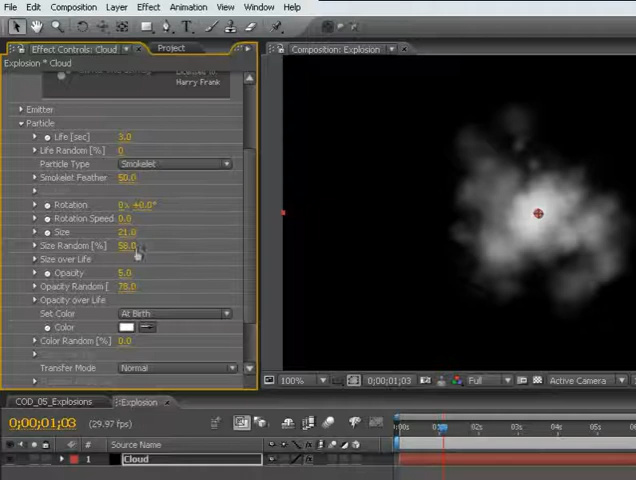 File Edit Composition Layer Effect Animation View Window Help
Effect Controls: Cloud Project
Composition: Explosion
Explosion * Cloud
Harry Frank
Emitter
Particle
Life [sec] 3.0
Life Random [%] 0
Particle Type Smokelet
Smokelet Feather 50.0
Rotation 0x +0.0°
Rotation Speed 0.0
Size 21.0
Size Random [%] 58.0
Size over Life
Opacity 5.0
Opacity Random [ 78.0
Opacity over Life
Set Color At Birth
Color
Color Random [%] 0.0
Transfer Mode Normal
100% 0;00;01;03 Full Active Camera
COD_05_Explosions Explosion
0;00;01;03 (29.97 fps)
:00s 01s 02s 03s 04s 05s
# Source Name
1 Cloud